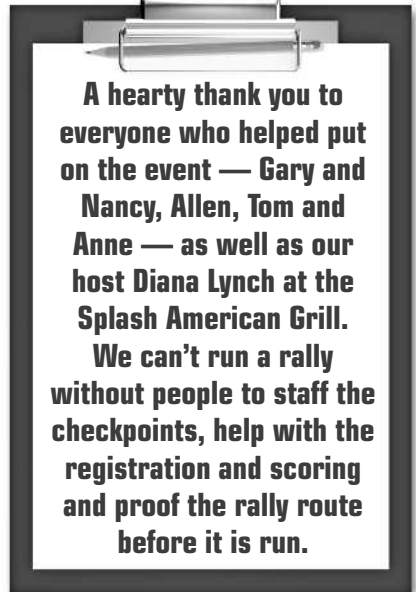 A hearty thank you to
everyone who helped put
on the event — Gary and
Nancy, Allen, Tom and
Anne — as well as our
host Diana Lynch at the
Splash American Grill.
We can’t run a rally
without people to staff the
checkpoints, help with the
registration and scoring
and proof the rally route
before it is run.